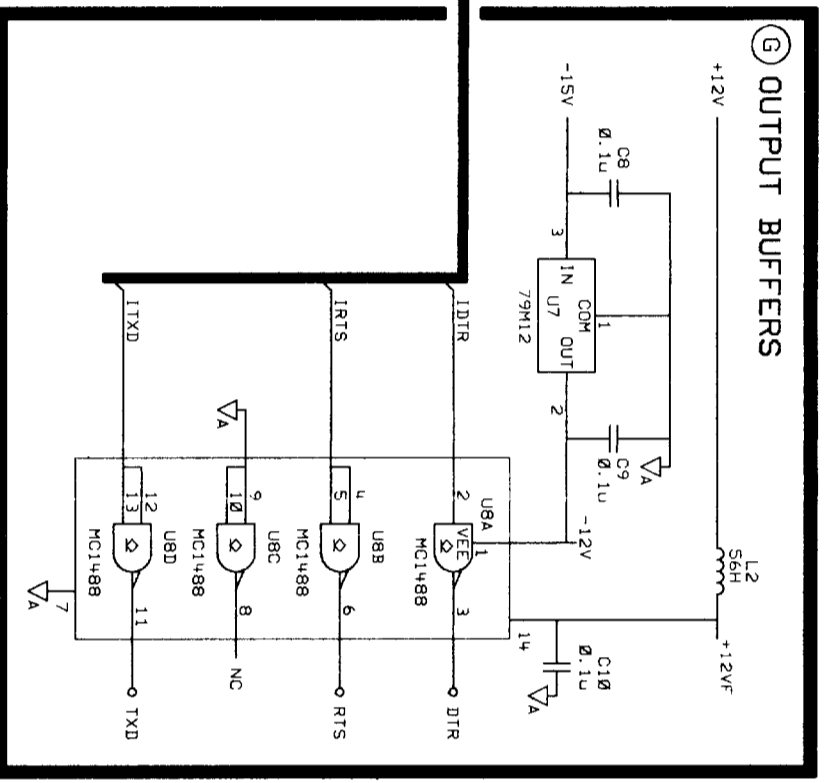 G OUTPUT BUFFERS
+12V
L2
56H
+12VF
-15V
C8
0.1u
3
IN
COM
1
U7
OUT
79M12
2
C9
0.1u
A
-12V
C10
0.1u
A
14
IDTR
2
U8A
VEE
1
MC1488
3
DTR
IRTS
4
5
U8B
MC1488
6
RTS
A
9
10
U8C
MC1488
8
NC
ITXD
12
13
U8D
MC1488
11
TXD
7
A